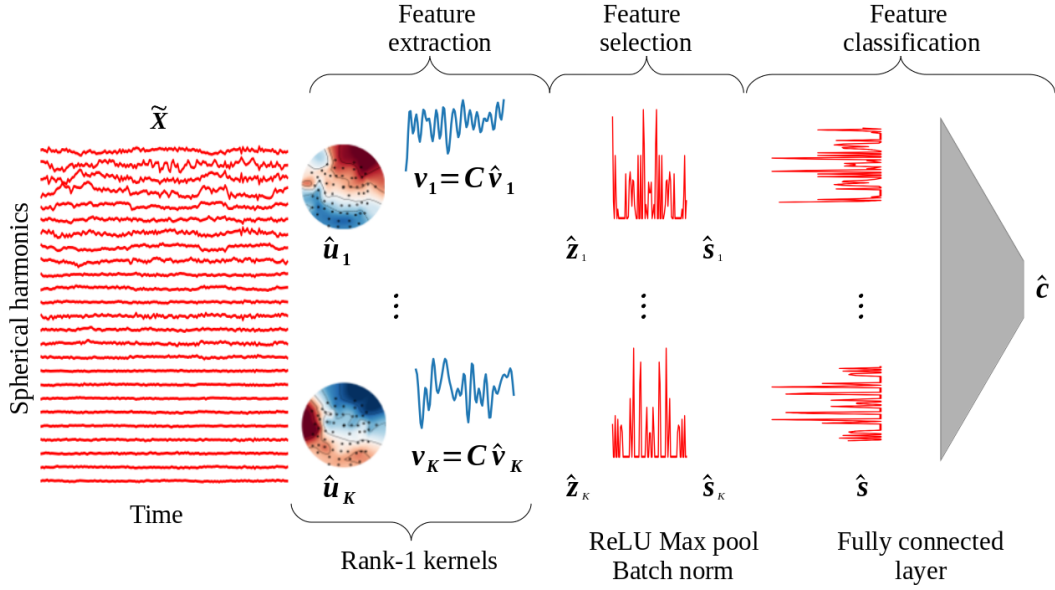 Feature
extraction
Feature
selection
Feature
classification
X̃
Spherical harmonics
Time
v₁=C v̂₁
û₁
ẑ₁
ŝ₁
⋮
⋮
⋮
ĉ
v_K=C v̂_K
û_K
ẑ_K
ŝ_K
ŝ
Rank-1 kernels
ReLU Max pool
Batch norm
Fully connected
layer